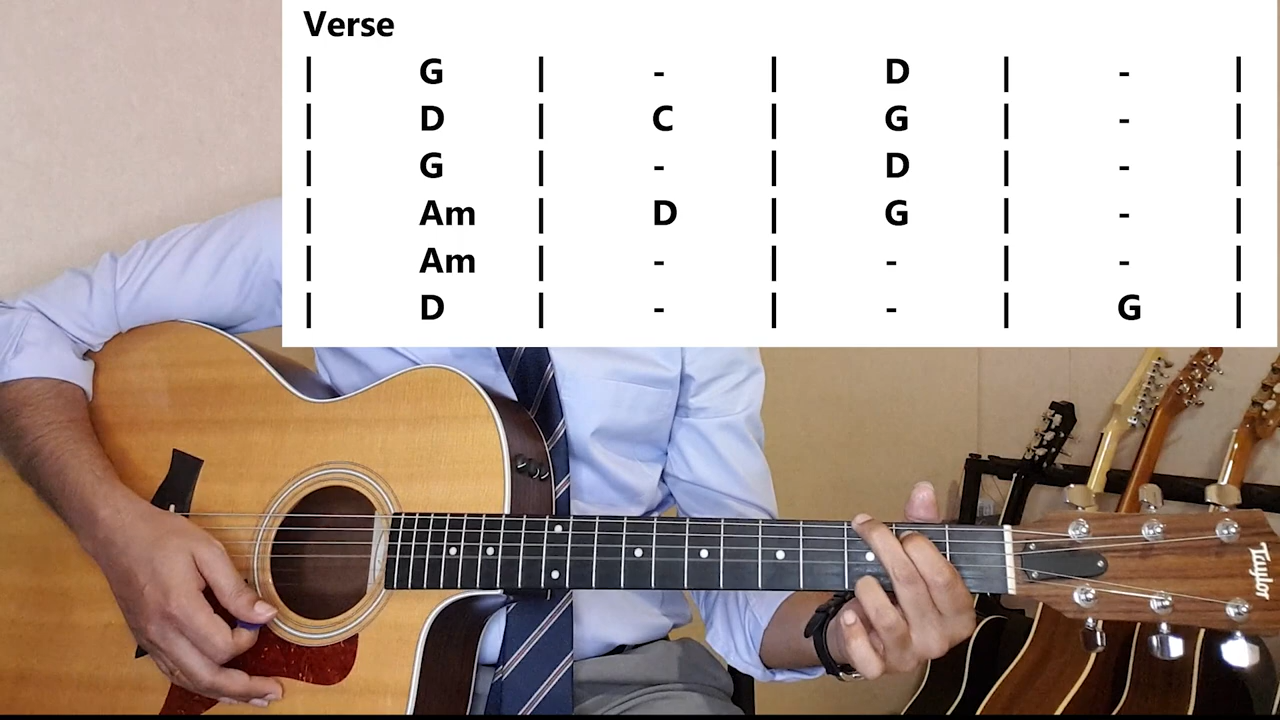 Verse
| G | - | D | - |
| D | C | G | - |
| G | - | D | - |
| Am | D | G | - |
| Am | - | - | - |
| D | - | - | G |
Taylor